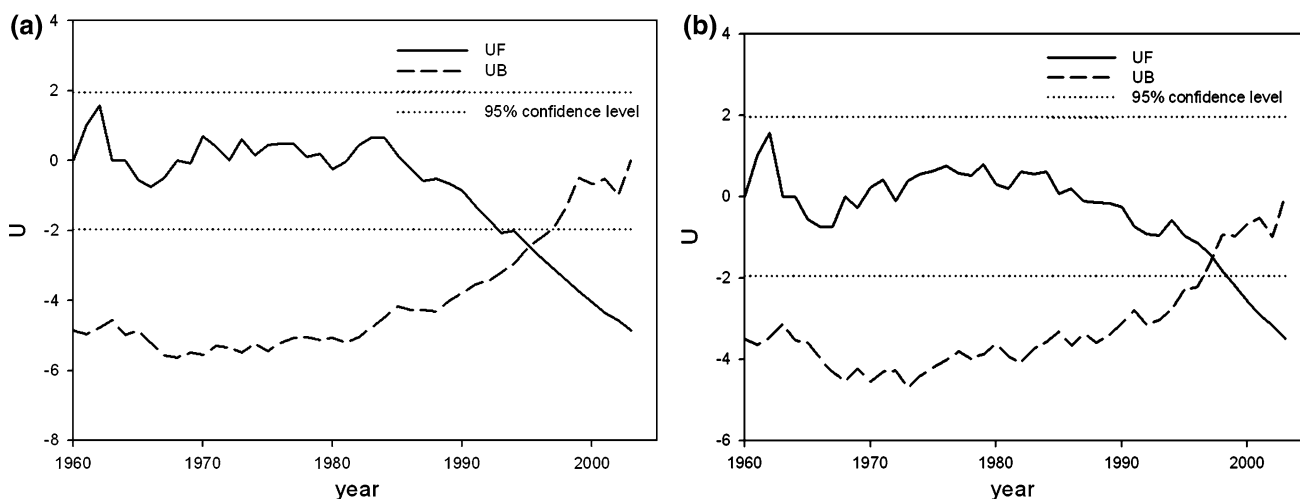 (a)
4
2
0
-2
-4
-6
-8
U
UF
UB
95% confidence level
1960 1970 1980 1990 2000
year
(b)
4
2
0
-2
-4
-6
U
UF
UB
95% confidence level
1960 1970 1980 1990 2000
year